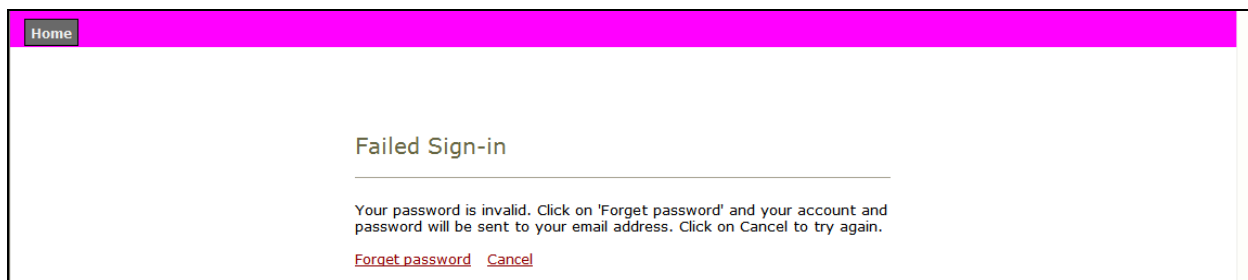 Home
Failed Sign-in
Your password is invalid. Click on 'Forget password' and your account and
password will be sent to your email address. Click on Cancel to try again.
Forget password Cancel